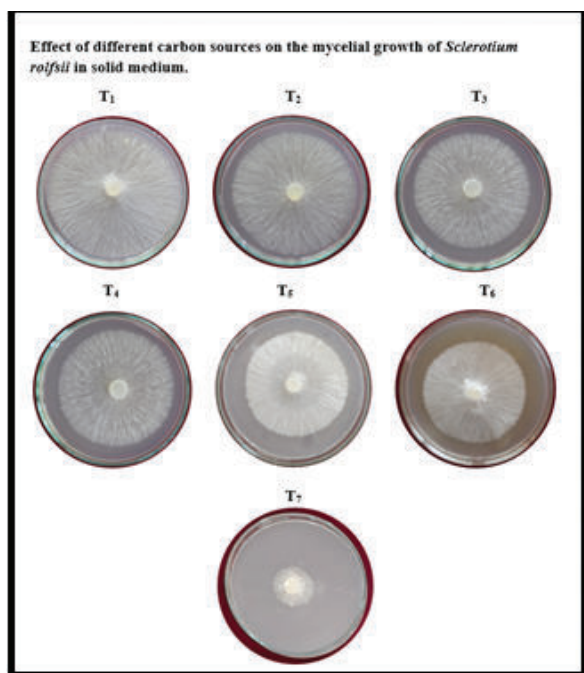 Effect of different carbon sources on the mycelial growth of Sclerotium
rolfsii in solid medium.
T₁ T₂ T₃
T₄ T₅ T₆
T₇